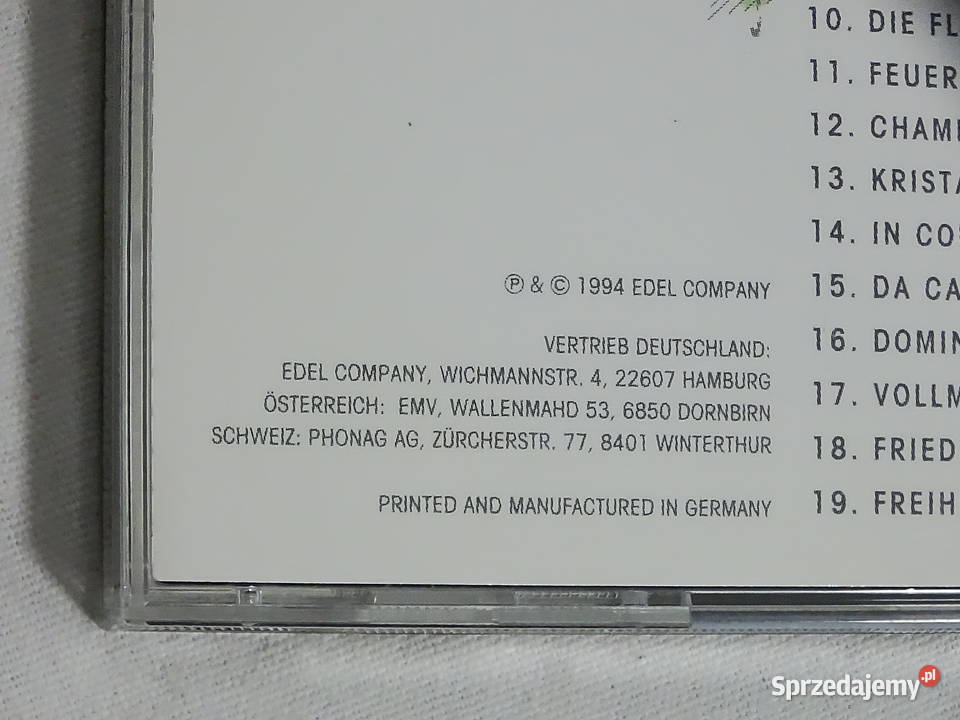 10. DIE FL
11. FEUER
12. CHAM
13. KRISTA
14. IN CO
15. DA CA
16. DOMIN
17. VOLLM
18. FRIED
19. FREIH
℗ & © 1994 EDEL COMPANY
VERTRIEB DEUTSCHLAND:
EDEL COMPANY, WICHMANNSTR. 4, 22607 HAMBURG
ÖSTERREICH: EMV, WALLENMAHD 53, 6850 DORNBIRN
SCHWEIZ: PHONAG AG, ZÜRCHERSTR. 77, 8401 WINTERTHUR
PRINTED AND MANUFACTURED IN GERMANY
Sprzedajemy.pl